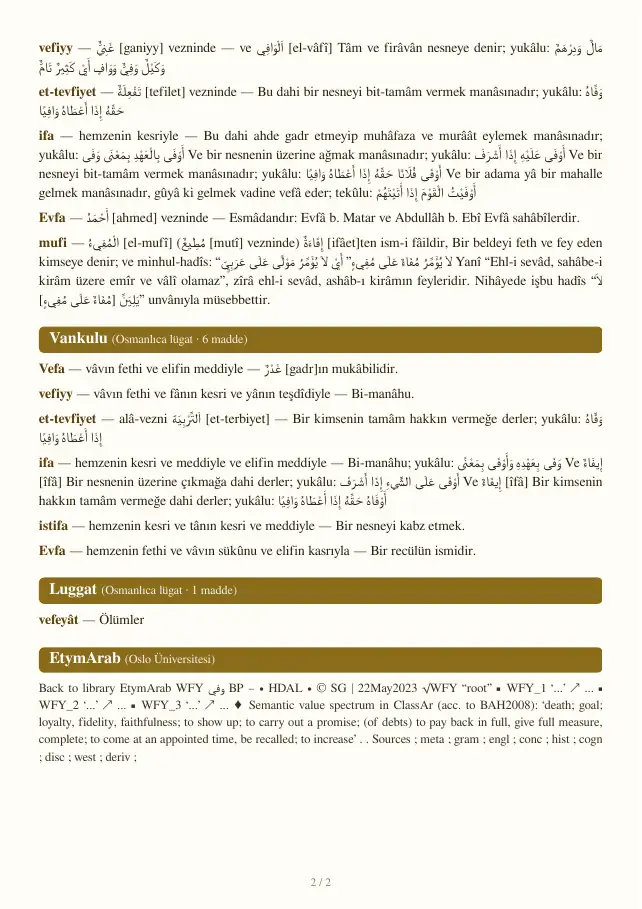 vefiyy — غَنِيٌّ [ganiyy] vezninde — ve اَلْوَافِي [el-vâfî] Tâm ve firâvân nesneye denir; yukâlu: مَالٌ وَدِرْهَمٌ
وَكَيْلٌ وَفِيٌّ وَوَافٍ أَيْ كَثِيرٌ تَامٌّ
et-tevfiyet — تَفْعِلَةٌ [tefilet] vezninde — Bu dahi bir nesneyi bit-tamâm vermek manâsınadır; yukâlu: وَفَّاهُ
حَقَّهُ إِذَا أَعْطَاهُ وَافِيًا
ifa — hemzenin kesriyle — Bu dahi ahde gadr etmeyip muhâfaza ve murâât eylemek manâsınadır;
yukâlu: أَوْفَى بِالْعَهْدِ بِمَعْنَى وَفَى Ve bir nesnenin üzerine ağmak manâsınadır; yukâlu: أَوْفَى عَلَيْهِ إِذَا أَشْرَفَ Ve bir
nesneyi bit-tamâm vermek manâsınadır; yukâlu: أَوْفَى فُلَانًا حَقَّهُ إِذَا أَعْطَاهُ وَافِيًا Ve bir adama yâ bir mahalle
gelmek manâsınadır, gûyâ ki gelmek vadine vefâ eder; tekûlu: أَوْفَيْتُ الْقَوْمَ إِذَا أَتَيْتَهُمْ
Evfa — أَحْمَدُ [ahmed] vezninde — Esmâdandır: Evfâ b. Matar ve Abdullâh b. Ebî Evfâ sahâbîlerdir.
mufi — الْمُفِيءُ [el-mufî] (مُطِيعٌ [mutî] vezninde) إِفَاءَةٌ [ifâet]ten ism-i fâildir, Bir beldeyi feth ve fey eden
kimseye denir; ve minhul-hadîs: “لَا يُؤَمَّرُ مُفَاءٌ عَلَى مُفِيءٍ” أَيْ لَا يُؤَمَّرُ مَوْلًى عَلَى عَرَبِيٍّ Yanî “Ehl-i sevâd, sahâbe-i
kirâm üzere emîr ve vâlî olamaz”, zîrâ ehl-i sevâd, ashâb-ı kirâmın feyleridir. Nihâyede işbu hadîs “لَا
يَلِيَنَّ [مُفَاءٌ عَلَى مُفِيءٍ]” unvânıyla müsebbettir.
Vankulu (Osmanlıca lügat · 6 madde)
Vefa — vâvın fethi ve elifin meddiyle — غَدْرٌ [gadr]ın mukâbilidir.
vefiyy — vâvın fethi ve fânın kesri ve yânın teşdîdiyle — Bi-manâhu.
et-tevfiyet — alâ-vezni اَلتَّرْبِيَة [et-terbiyet] — Bir kimsenin tamâm hakkın vermeğe derler; yukâlu: وَفَّاهُ
إِذَا أَعْطَاهُ وَافِيًا
ifa — hemzenin kesri ve meddiyle ve elifin meddiyle — Bi-manâhu; yukâlu: وَفَى بِعَهْدِهِ وَأَوْفَى بِمَعْنًى Ve إِيفَاءٌ
[îfâ] Bir nesnenin üzerine çıkmağa dahi derler; yukâlu: أَوْفَى عَلَى الشَّيْءِ إِذَا أَشْرَفَ Ve إِيفَاءٌ [îfâ] Bir kimsenin
hakkın tamâm vermeğe dahi derler; yukâlu: أَوْفَاهُ حَقَّهُ إِذَا أَعْطَاهُ وَافِيًا
istifa — hemzenin kesri ve tânın kesri ve meddiyle — Bir nesneyi kabz etmek.
Evfa — hemzenin fethi ve vâvın sükûnu ve elifin kasrıyla — Bir recülün ismidir.
Luggat (Osmanlıca lügat · 1 madde)
vefeyât — Ölümler
EtymArab (Oslo Üniversitesi)
Back to library EtymArab WFY وفي BP – • HDAL • © SG | 22May2023 √WFY “root” ▪ WFY_1 ‘...’ ↗ ... ▪
WFY_2 ‘...’ ↗ ... ▪ WFY_3 ‘...’ ↗ ... ♦ Semantic value spectrum in ClassAr (acc. to BAH2008): ‘death; goal;
loyalty, fidelity, faithfulness; to show up; to carry out a promise; (of debts) to pay back in full, give full measure,
complete; to come at an appointed time, be recalled; to increase’ . . Sources ; meta ; gram ; engl ; conc ; hist ; cogn
; disc ; west ; deriv ;
2 / 2